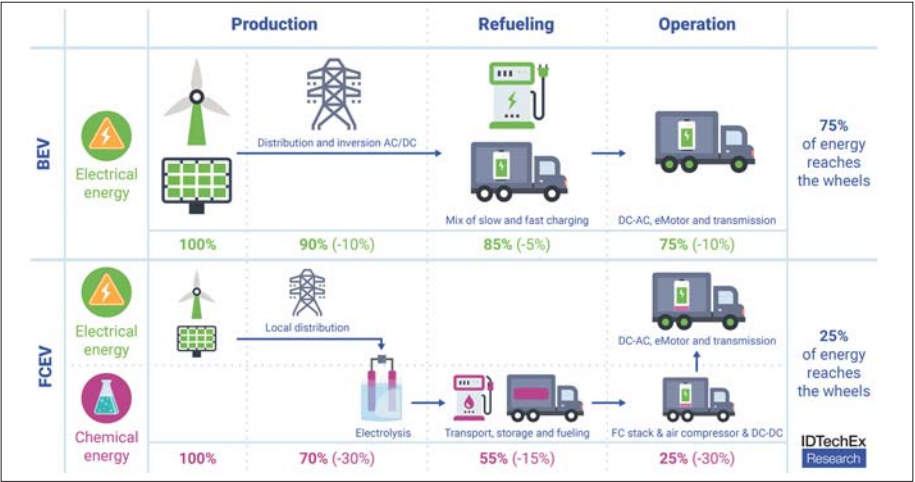 Production
Refueling
Operation
BEV
Electrical
energy
Distribution and inversion AC/DC
Mix of slow and fast charging
DC-AC, eMotor and transmission
75%
of energy
reaches
the wheels
100%
90% (-10%)
85% (-5%)
75% (-10%)
FCEV
Electrical
energy
Local distribution
DC-AC, eMotor and transmission
25%
of energy
reaches
the wheels
Chemical
energy
Electrolysis
Transport, storage and fueling
FC stack & air compressor & DC-DC
100%
70% (-30%)
55% (-15%)
25% (-30%)
IDTechEx
Research